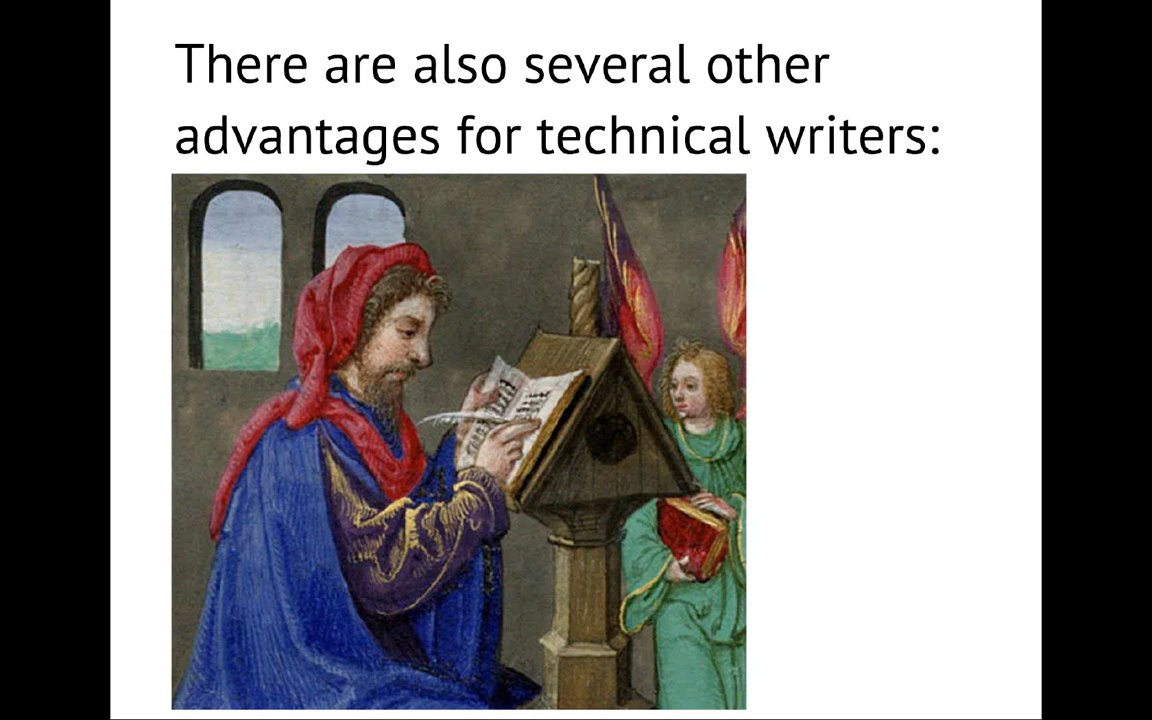 There are also several other
advantages for technical writers: